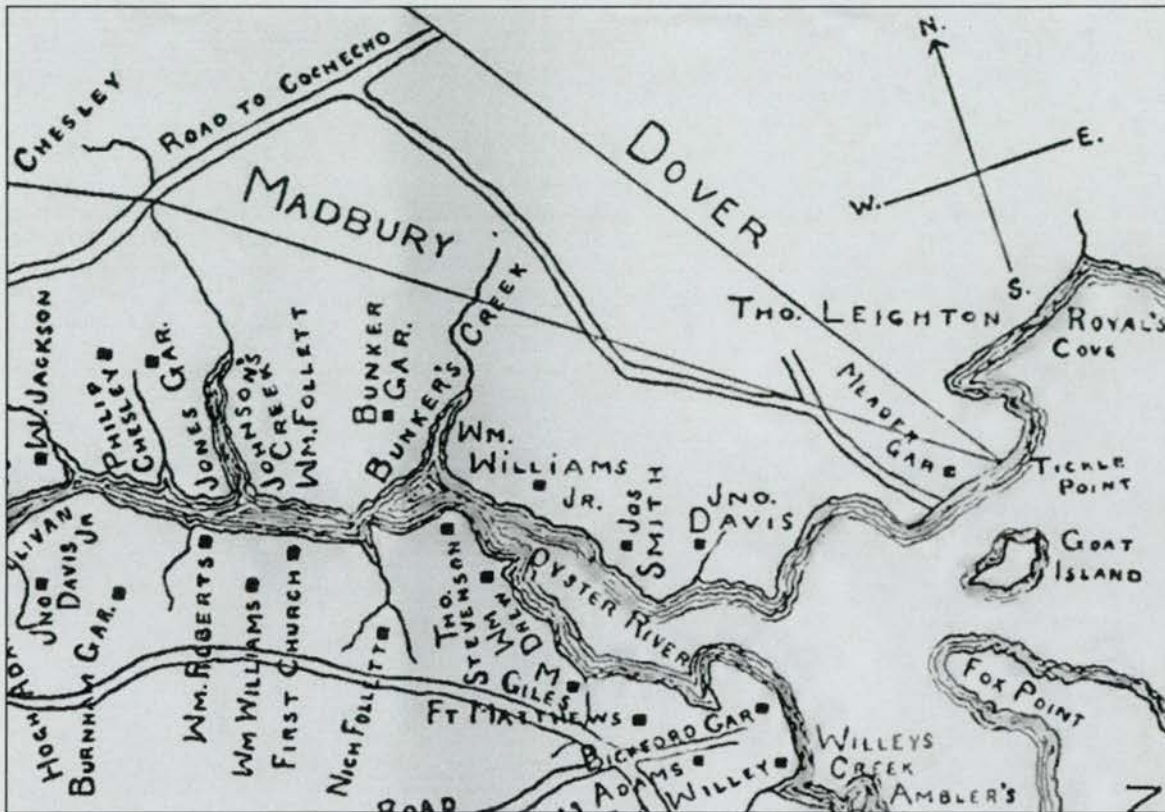 N.
E.
W.
S.
CHESLEY
ROAD TO COCHECHO
MADBURY
DOVER
THO. LEIGHTON
ROYAL'S
COVE
W. JACKSON
PHILIP
CHESLEY
GAR.
JONES
JOHNSON'S
CREEK
WM. FOLLETT
BUNKER
GAR.
BUNKER'S CREEK
WM.
WILLIAMS
JR.
JOS
SMITH
JNO.
DAVIS
MEADER
GAR
TICKLE
POINT
GOAT
ISLAND
JNO
DAVIS
JR
BURNHAM GAR.
WM. ROBERTS
WM WILLIAMS
FIRST CHURCH
NICH FOLLETT
THO.
STEVENSON
WM
DREW
OYSTER RIVER
M
GILES
FT MATTHEWS
BICKFORD GAR
ADAMS
WILLEY
WILLEYS
CREEK
AMBLER'S
FOX POINT
ROAD